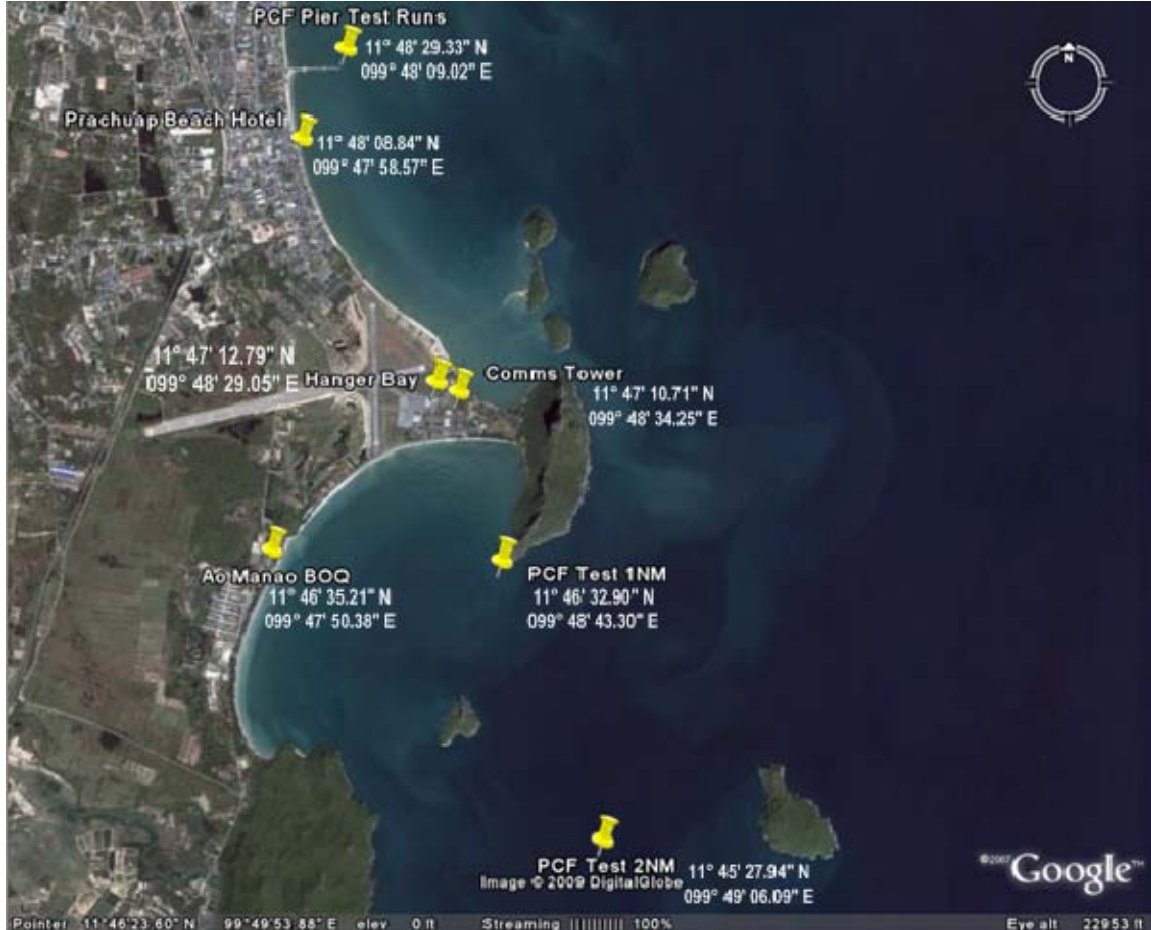 PCF Pier Test Runs
11° 48' 29.33" N
099° 48' 09.02" E
Prachuap Beach Hotel
11° 48' 08.84" N
099° 47' 58.57" E
N
11° 47' 12.79" N
099° 48' 29.05" E
Hanger Bay
Comms Tower
11° 47' 10.71" N
099° 48' 34.25" E
Ao Manao BOQ
11° 46' 35.21" N
099° 47' 50.38" E
PCF Test 1NM
11° 46' 32.90" N
099° 48' 43.30" E
PCF Test 2NM
11° 45' 27.94" N
099° 49' 06.09" E
Image © 2009 DigitalGlobe
©2007 Google™
Pointer 11°46'23.60" N 99°49'53.88" E elev 0 ft Streaming ||||||||| 100% Eye alt 22953 ft